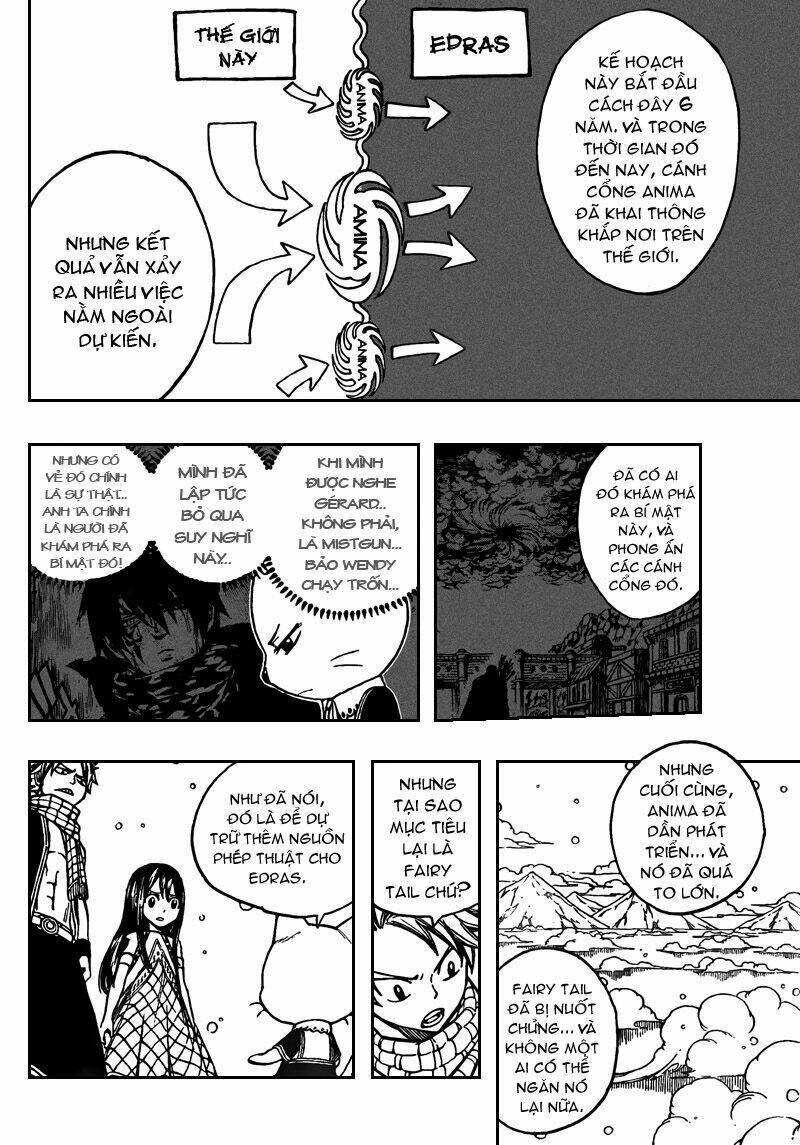 THẾ GIỚI
NÀY
EDRAS
ANIMA
AMINA
ANIMA
KẾ HOẠCH
NÀY BẮT ĐẦU
CÁCH ĐÂY 6
NĂM. VÀ TRONG
THỜI GIAN ĐÓ
ĐẾN NAY, CÁNH
CỔNG ANIMA
ĐÃ KHAI THÔNG
KHẮP NƠI TRÊN
THẾ GIỚI.
NHƯNG KẾT
QUẢ VẪN XẢY
RA NHIỀU VIỆC
NẰM NGOÀI
DỰ KIẾN.
NHƯNG CÓ
VẺ ĐÓ CHÍNH
LÀ SỰ THẬT..
ANH TA CHÍNH
LÀ NGƯỜI ĐÃ
KHÁM PHÁ RA
BÍ MẬT ĐÓ!
MÌNH ĐÃ
LẬP TỨC
BỎ QUA
SUY NGHĨ
NÀY...
KHI MÌNH
ĐƯỢC NGHE
GÉRARD..
KHÔNG PHẢI,
LÀ MISTGUN...
BẢO WENDY
CHẠY TRỐN..
ĐÃ CÓ AI
ĐÓ KHÁM PHÁ
RA BÍ MẬT
NÀY, VÀ
PHONG ẤN
CÁC CÁNH
CỔNG ĐÓ.
NHƯ ĐÃ NÓI,
ĐÓ LÀ ĐỂ DỰ
TRỮ THÊM NGUỒN
PHÉP THUẬT CHO
EDRAS.
NHƯNG
TẠI SAO
MỤC TIÊU
LẠI LÀ
FAIRY
TAIL CHỨ?
NHƯNG
CUỐI CÙNG,
ANIMA ĐÃ
DẦN PHÁT
TRIỂN... VÀ
NÓ ĐÃ QUÁ
TO LỚN.
FAIRY TAIL
ĐÃ BỊ NUỐT
CHỬNG... VÀ
KHÔNG MỘT
AI CÓ THỂ
NGĂN NÓ
LẠI NỮA.